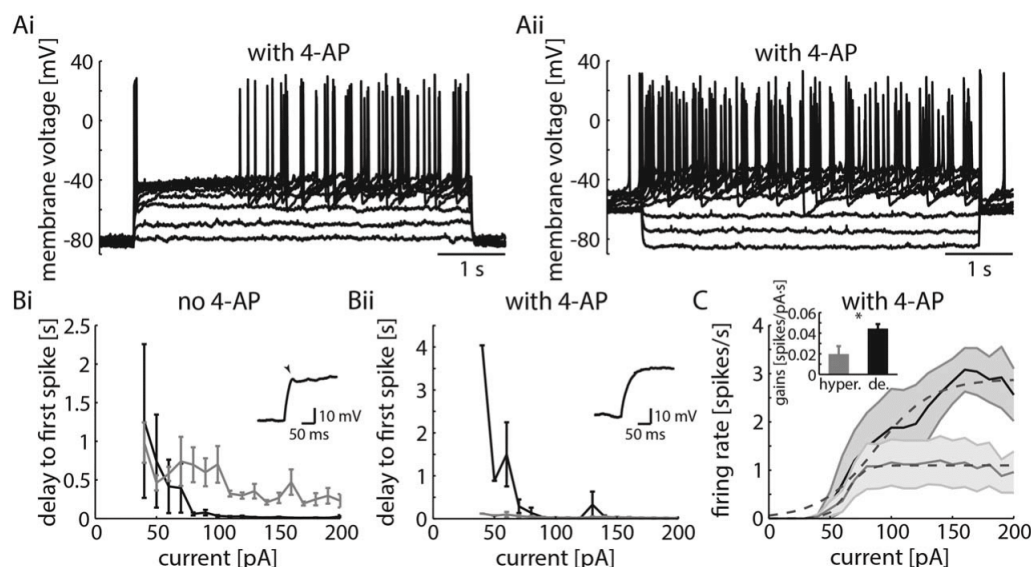 Ai
with 4-AP
membrane voltage [mV]
40
0
-40
-80
1 s
Aii
with 4-AP
membrane voltage [mV]
40
0
-40
-80
1 s
Bi
no 4-AP
delay to first spike [s]
2.5
2
1.5
1
0.5
0
0
50
100
150
200
current [pA]
10 mV
50 ms
Bii
with 4-AP
delay to first spike [s]
4
3
2
1
0
0
50
100
150
200
current [pA]
10 mV
50 ms
C
with 4-AP
firing rate [spikes/s]
4
3
2
1
0
0
50
100
150
200
current [pA]
gains [spikes/pA·s]
0.06
0.04
0.02
0
*
hyper.
de.